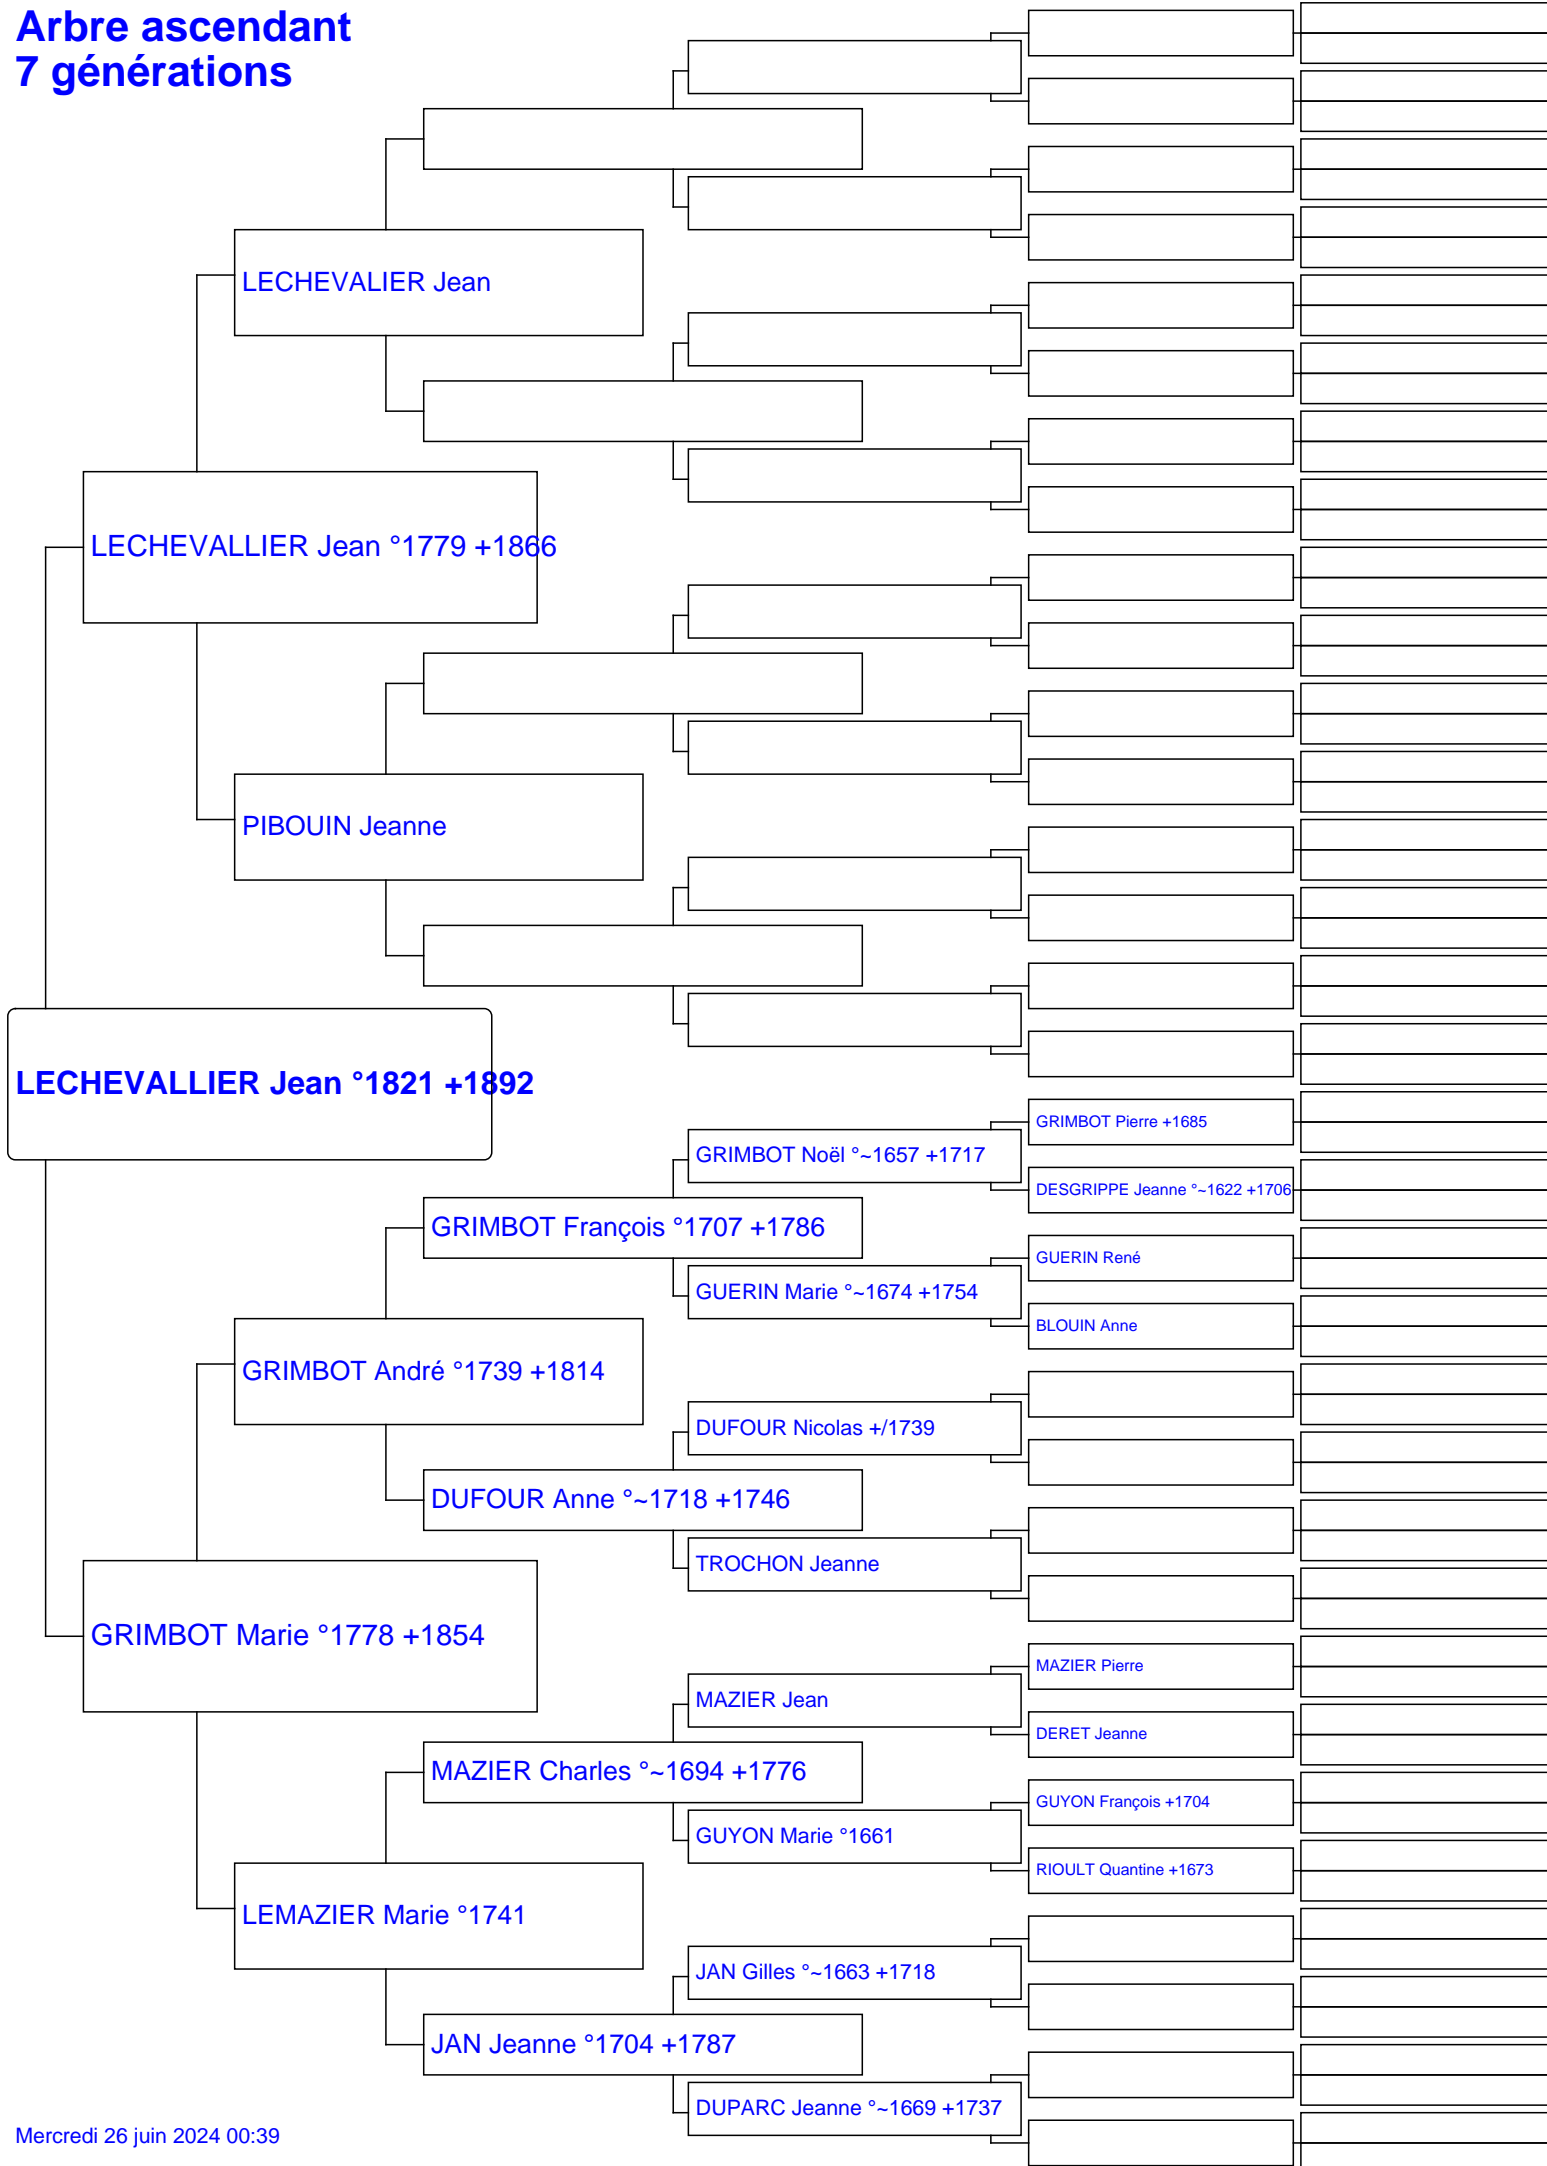 Arbre ascendant
7 générations
LECHEVALIER Jean
LECHEVALLIER Jean °1779 +1866
PIBOUIN Jeanne
LECHEVALLIER Jean °1821 +1892
GRIMBOT Pierre +1685
GRIMBOT Noël °~1657 +1717
DESGRIPPE Jeanne °~1622 +1706
GRIMBOT François °1707 +1786
GUERIN René
GUERIN Marie °~1674 +1754
BLOUIN Anne
GRIMBOT André °1739 +1814
DUFOUR Nicolas +/1739
DUFOUR Anne °~1718 +1746
TROCHON Jeanne
GRIMBOT Marie °1778 +1854
MAZIER Pierre
MAZIER Jean
DERET Jeanne
MAZIER Charles °~1694 +1776
GUYON François +1704
GUYON Marie °1661
RIOULT Quantine +1673
LEMAZIER Marie °1741
JAN Gilles °~1663 +1718
JAN Jeanne °1704 +1787
DUPARC Jeanne °~1669 +1737
Mercredi 26 juin 2024 00:39